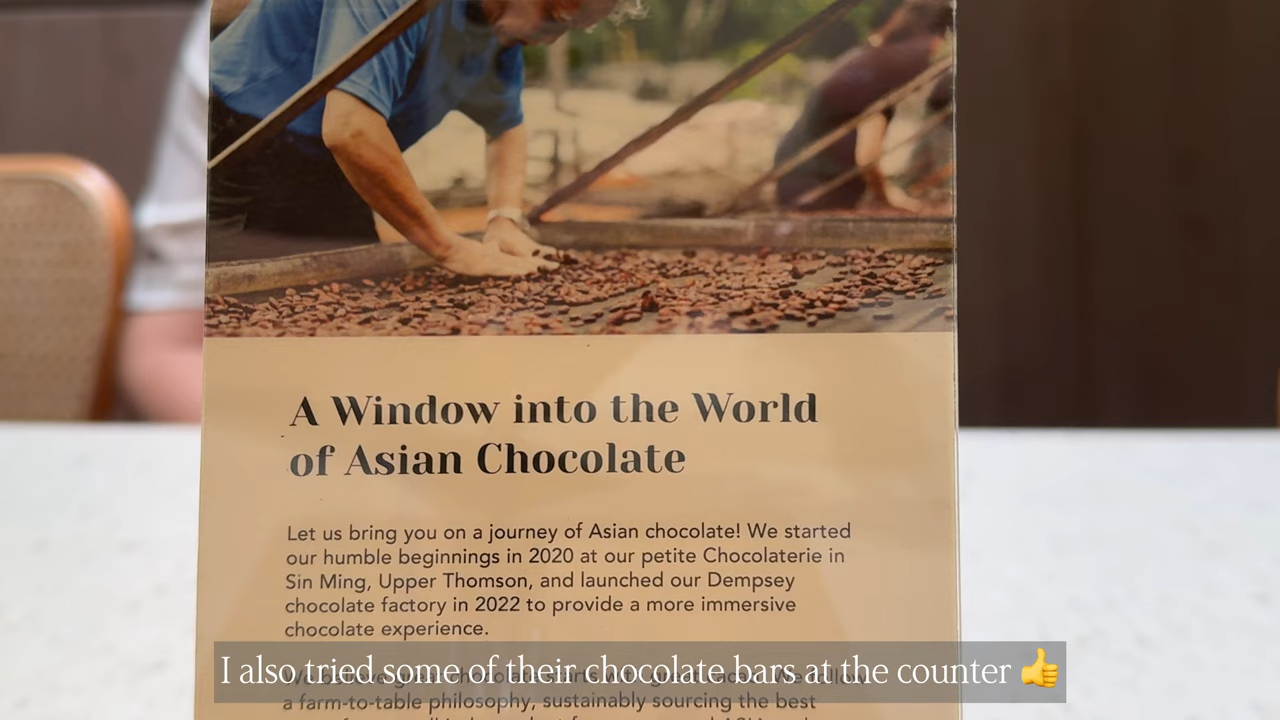 A Window into the World
of Asian Chocolate
Let us bring you on a journey of Asian chocolate! We started
our humble beginnings in 2020 at our petite Chocolaterie in
Sin Ming, Upper Thomson, and launched our Dempsey
chocolate factory in 2022 to provide a more immersive
chocolate experience.
I also tried some of their chocolate bars at the counter 👍
a farm-to-table philosophy, sustainably sourcing the best